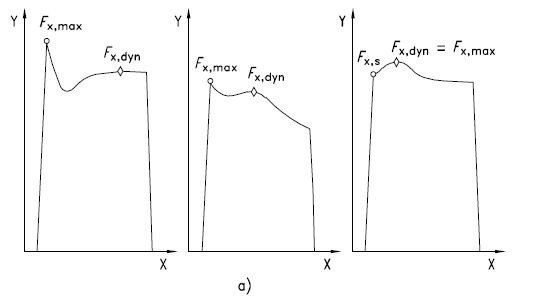 Y F_x,max F_x,dyn X
Y F_x,max F_x,dyn X
Y F_x,s F_x,dyn = F_x,max X
a)